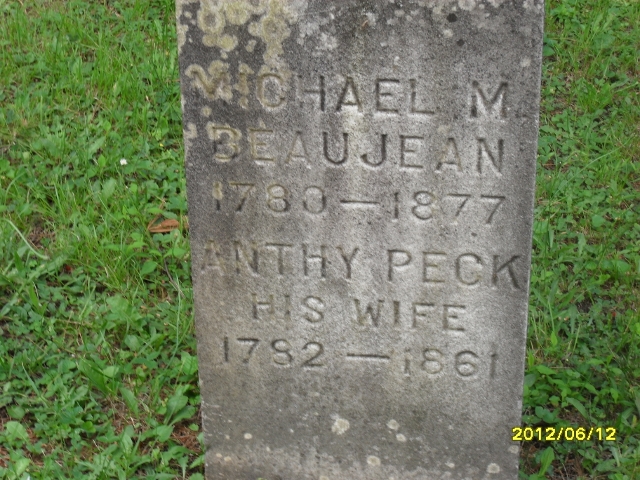 MICHAEL M
BEAUJEAN
1780—1877
ANTHY PECK
HIS WIFE
1782—1861
2012/06/12